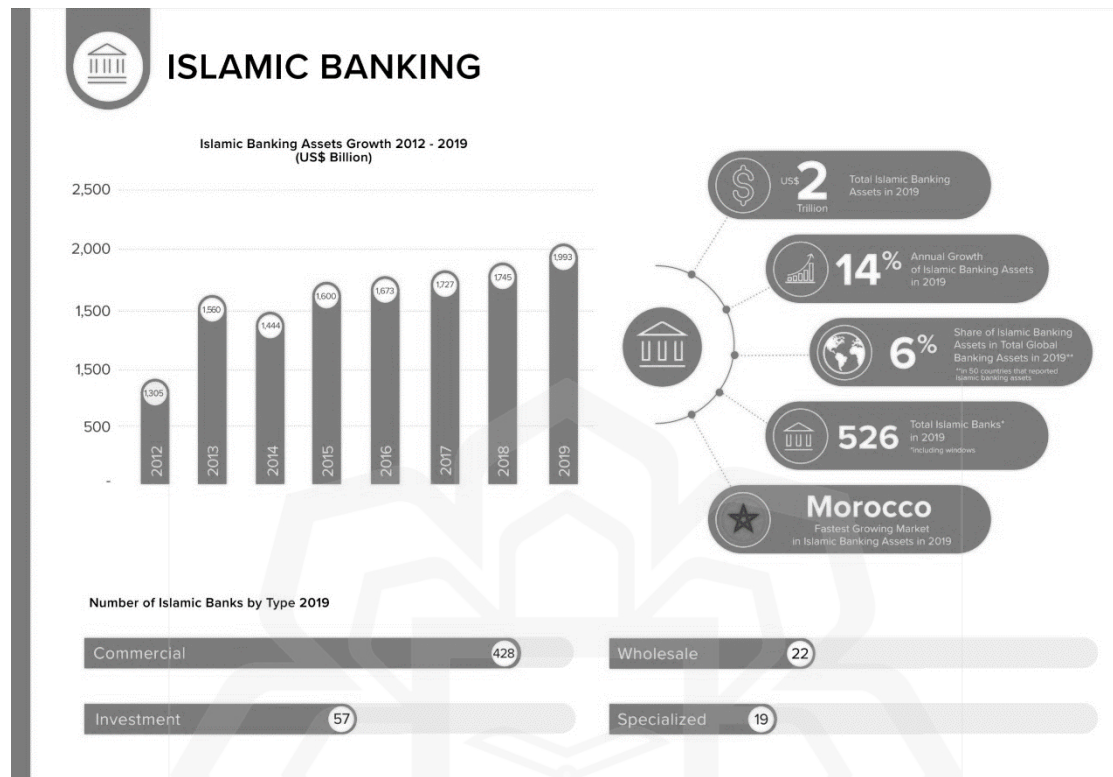 ISLAMIC BANKING
Islamic Banking Assets Growth 2012 - 2019
(US$ Billion)
2,500
2,000
1,500
1,500
500
-
1,305
1,560
1,444
1,600
1,673
1,727
1,745
1,993
2012
2013
2014
2015
2016
2017
2018
2019
US$ 2
Trillion
Total Islamic Banking
Assets in 2019
14%
Annual Growth
of Islamic Banking Assets
in 2019
6%
Share of Islamic Banking
Assets in Total Global
Banking Assets in 2019**
**in 50 countries that reported
Islamic banking assets
526
Total Islamic Banks*
in 2019
*including windows
Morocco
Fastest Growing Market
in Islamic Banking Assets in 2019
Number of Islamic Banks by Type 2019
Commercial 428
Wholesale 22
Investment 57
Specialized 19